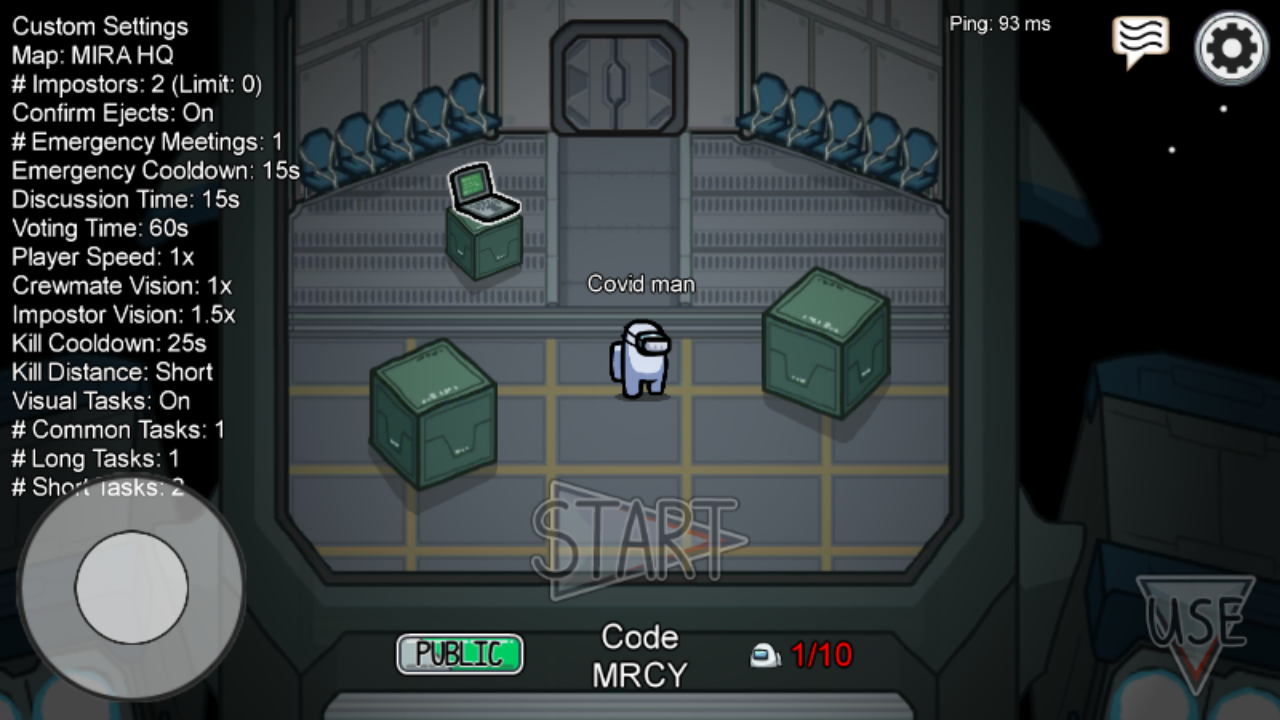 Custom Settings
Map: MIRA HQ
# Impostors: 2 (Limit: 0)
Confirm Ejects: On
# Emergency Meetings: 1
Emergency Cooldown: 15s
Discussion Time: 15s
Voting Time: 60s
Player Speed: 1x
Crewmate Vision: 1x
Impostor Vision: 1.5x
Kill Cooldown: 25s
Kill Distance: Short
Visual Tasks: On
# Common Tasks: 1
# Long Tasks: 1
# Short Tasks: 2
Ping: 93 ms
Covid man
START
PUBLIC
Code
MRCY
1/10
USE